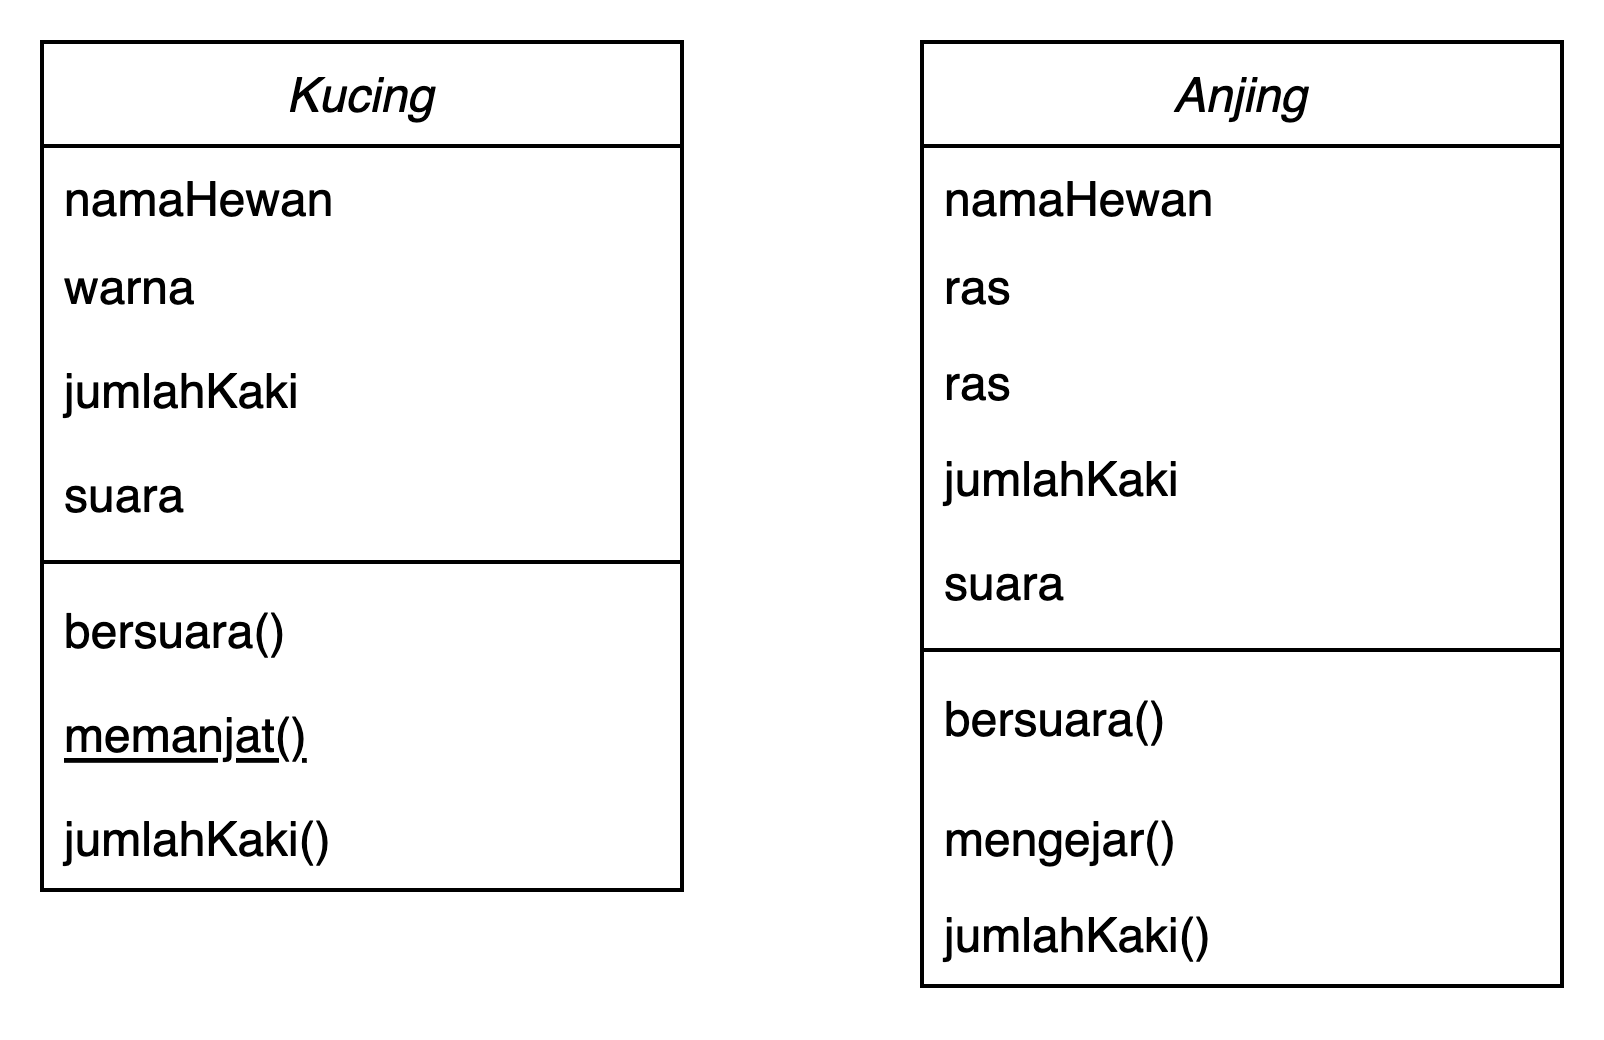 Kucing
namaHewan
warna
jumlahKaki
suara
bersuara()
memanjat()
jumlahKaki()
Anjing
namaHewan
ras
ras
jumlahKaki
suara
bersuara()
mengejar()
jumlahKaki()